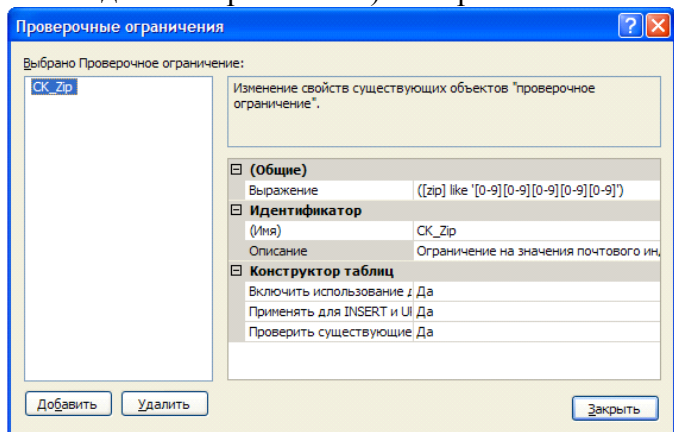 Проверочные ограничения
Выбрано Проверочное ограничение:
CK_Zip
Изменение свойств существующих объектов "проверочное
ограничение".
(Общие)
Выражение ([zip] like '[0-9][0-9][0-9][0-9][0-9]')
Идентификатор
(Имя) CK_Zip
Описание Ограничение на значения почтового ин
Конструктор таблиц
Включить использование д Да
Применять для INSERT и UI Да
Проверить существующие Да
Добавить Удалить
Закрыть